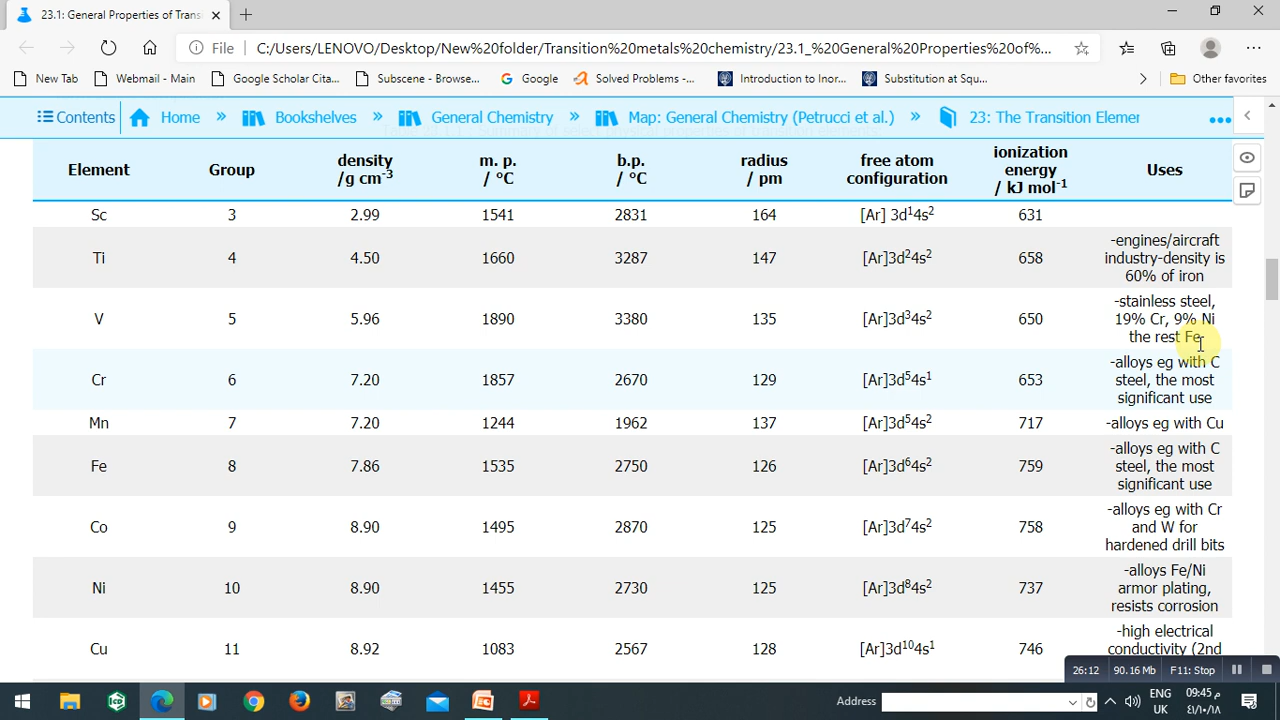 23.1: General Properties of Trans
File
C:/Users/LENOVO/Desktop/New%20folder/Transition%20metals%20chemistry/23.1_%20General%20Properties%20of%...
New Tab
Webmail - Main
Google Scholar Cita...
Subscene - Browse...
Google
Solved Problems -...
Introduction to Inor...
Substitution at Squ...
Other favorites
Contents
Home » Bookshelves » General Chemistry » Map: General Chemistry (Petrucci et al.) » 23: The Transition Elemer
Element Group density /g cm-3 m. p. / °C b.p. / °C radius / pm free atom configuration ionization energy / kJ mol-1 Uses
Sc 3 2.99 1541 2831 164 [Ar] 3d14s2 631
Ti 4 4.50 1660 3287 147 [Ar]3d24s2 658 -engines/aircraft
industry-density is
60% of iron
V 5 5.96 1890 3380 135 [Ar]3d34s2 650 -stainless steel,
19% Cr, 9% Ni
the rest Fe
Cr 6 7.20 1857 2670 129 [Ar]3d54s1 653 -alloys eg with C
steel, the most
significant use
Mn 7 7.20 1244 1962 137 [Ar]3d54s2 717 -alloys eg with Cu
Fe 8 7.86 1535 2750 126 [Ar]3d64s2 759 -alloys eg with C
steel, the most
significant use
Co 9 8.90 1495 2870 125 [Ar]3d74s2 758 -alloys eg with Cr
and W for
hardened drill bits
Ni 10 8.90 1455 2730 125 [Ar]3d84s2 737 -alloys Fe/Ni
armor plating,
resists corrosion
Cu 11 8.92 1083 2567 128 [Ar]3d104s1 746 -high electrical
conductivity (2nd
26:12 90.16 Mb F11: Stop
Address
ENG
UK
09:45 م